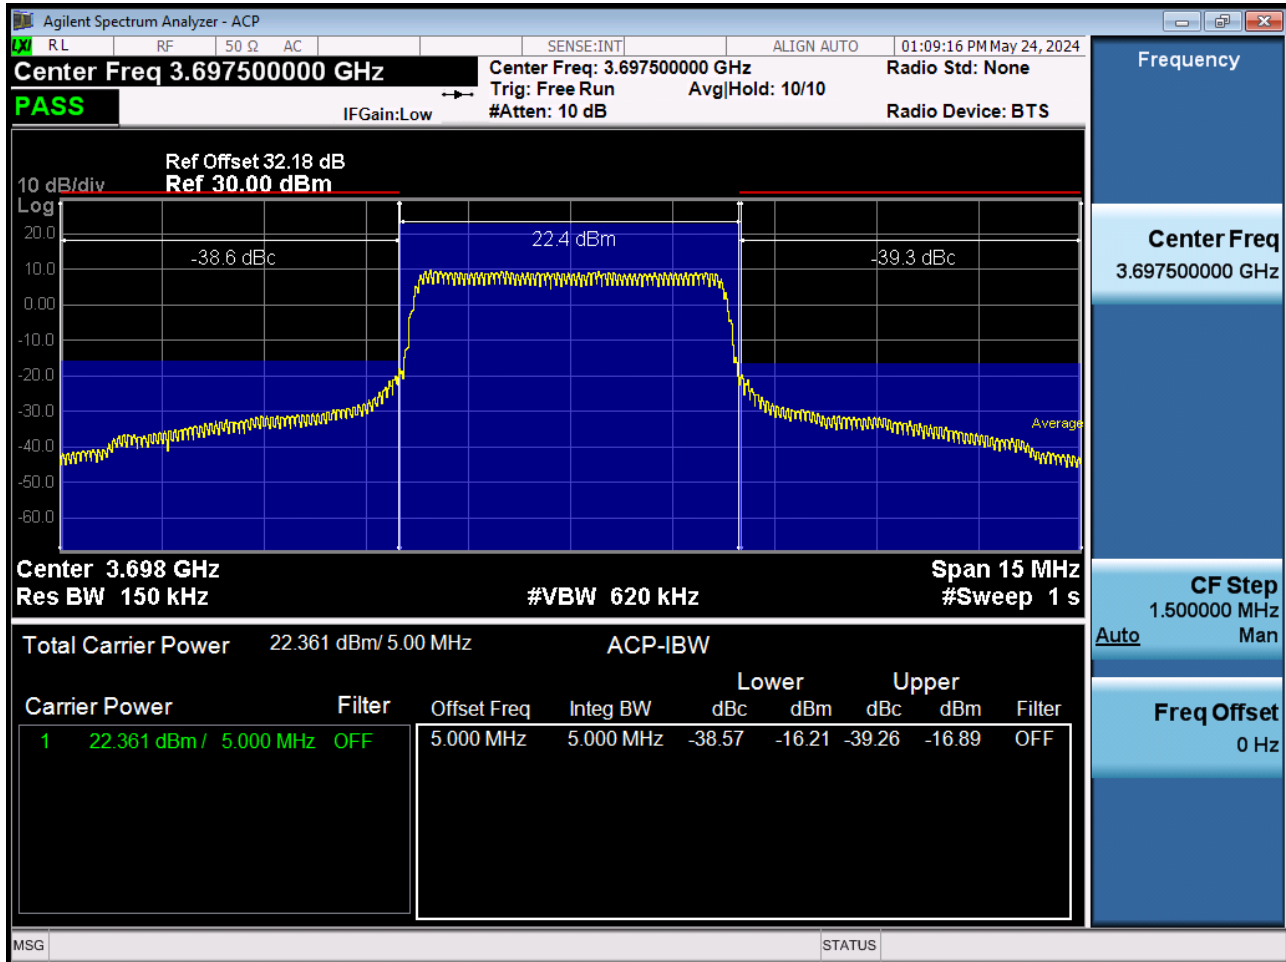 Agilent Spectrum Analyzer - ACP
LXI RL RF 50 Ω AC SENSE:INT ALIGN AUTO 01:09:16 PM May 24, 2024
Center Freq 3.697500000 GHz
Center Freq: 3.697500000 GHz Radio Std: None
Trig: Free Run Avg|Hold: 10/10
PASS IFGain:Low #Atten: 10 dB Radio Device: BTS
Ref Offset 32.18 dB
10 dB/div Ref 30.00 dBm
Log
20.0
10.0
0.00
-10.0
-20.0
-30.0
-40.0
-50.0
-60.0
22.4 dBm
-38.6 dBc
-39.3 dBc
Average
Center 3.698 GHz Span 15 MHz
Res BW 150 kHz #VBW 620 kHz #Sweep 1 s
Total Carrier Power 22.361 dBm/ 5.00 MHz ACP-IBW
Lower Upper
Carrier Power Filter Offset Freq Integ BW dBc dBm dBc dBm Filter
1 22.361 dBm / 5.000 MHz OFF 5.000 MHz 5.000 MHz -38.57 -16.21 -39.26 -16.89 OFF
MSG STATUS
Frequency
Center Freq
3.697500000 GHz
CF Step
1.500000 MHz
Auto Man
Freq Offset
0 Hz